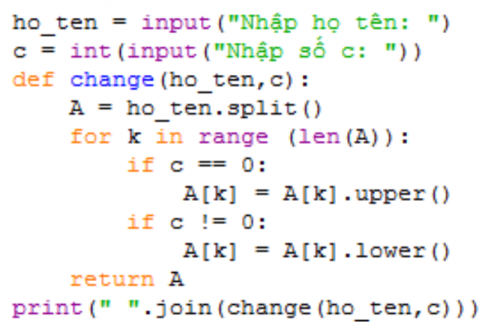 ho_ten = input("Nhập họ tên: ")
c = int(input("Nhập số c: "))
def change(ho_ten,c):
    A = ho_ten.split()
    for k in range (len(A)):
        if c == 0:
            A[k] = A[k].upper()
        if c != 0:
            A[k] = A[k].lower()
    return A
print(" ".join(change(ho_ten,c)))